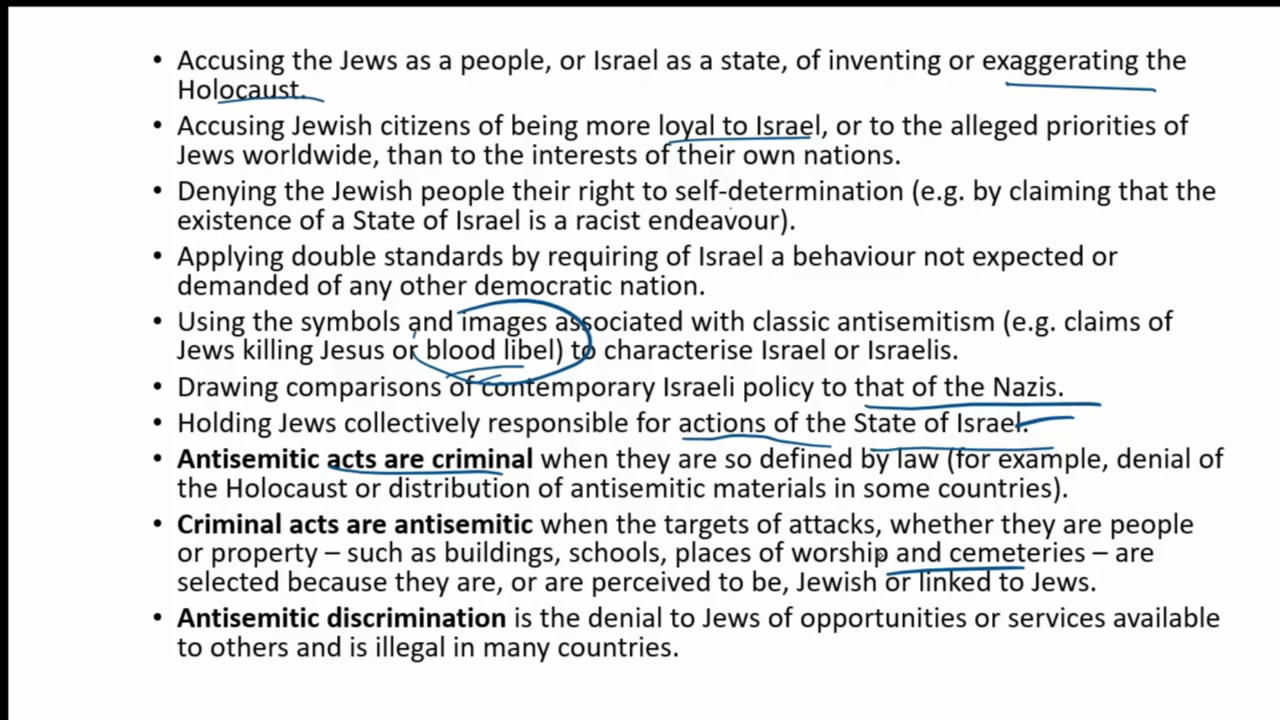 • Accusing the Jews as a people, or Israel as a state, of inventing or exaggerating the
Holocaust.
• Accusing Jewish citizens of being more loyal to Israel, or to the alleged priorities of
Jews worldwide, than to the interests of their own nations.
• Denying the Jewish people their right to self-determination (e.g. by claiming that the
existence of a State of Israel is a racist endeavour).
• Applying double standards by requiring of Israel a behaviour not expected or
demanded of any other democratic nation.
• Using the symbols and images associated with classic antisemitism (e.g. claims of
Jews killing Jesus or blood libel) to characterise Israel or Israelis.
• Drawing comparisons of contemporary Israeli policy to that of the Nazis.
• Holding Jews collectively responsible for actions of the State of Israel.
• Antisemitic acts are criminal when they are so defined by law (for example, denial of
the Holocaust or distribution of antisemitic materials in some countries).
• Criminal acts are antisemitic when the targets of attacks, whether they are people
or property – such as buildings, schools, places of worship and cemeteries – are
selected because they are, or are perceived to be, Jewish or linked to Jews.
• Antisemitic discrimination is the denial to Jews of opportunities or services available
to others and is illegal in many countries.